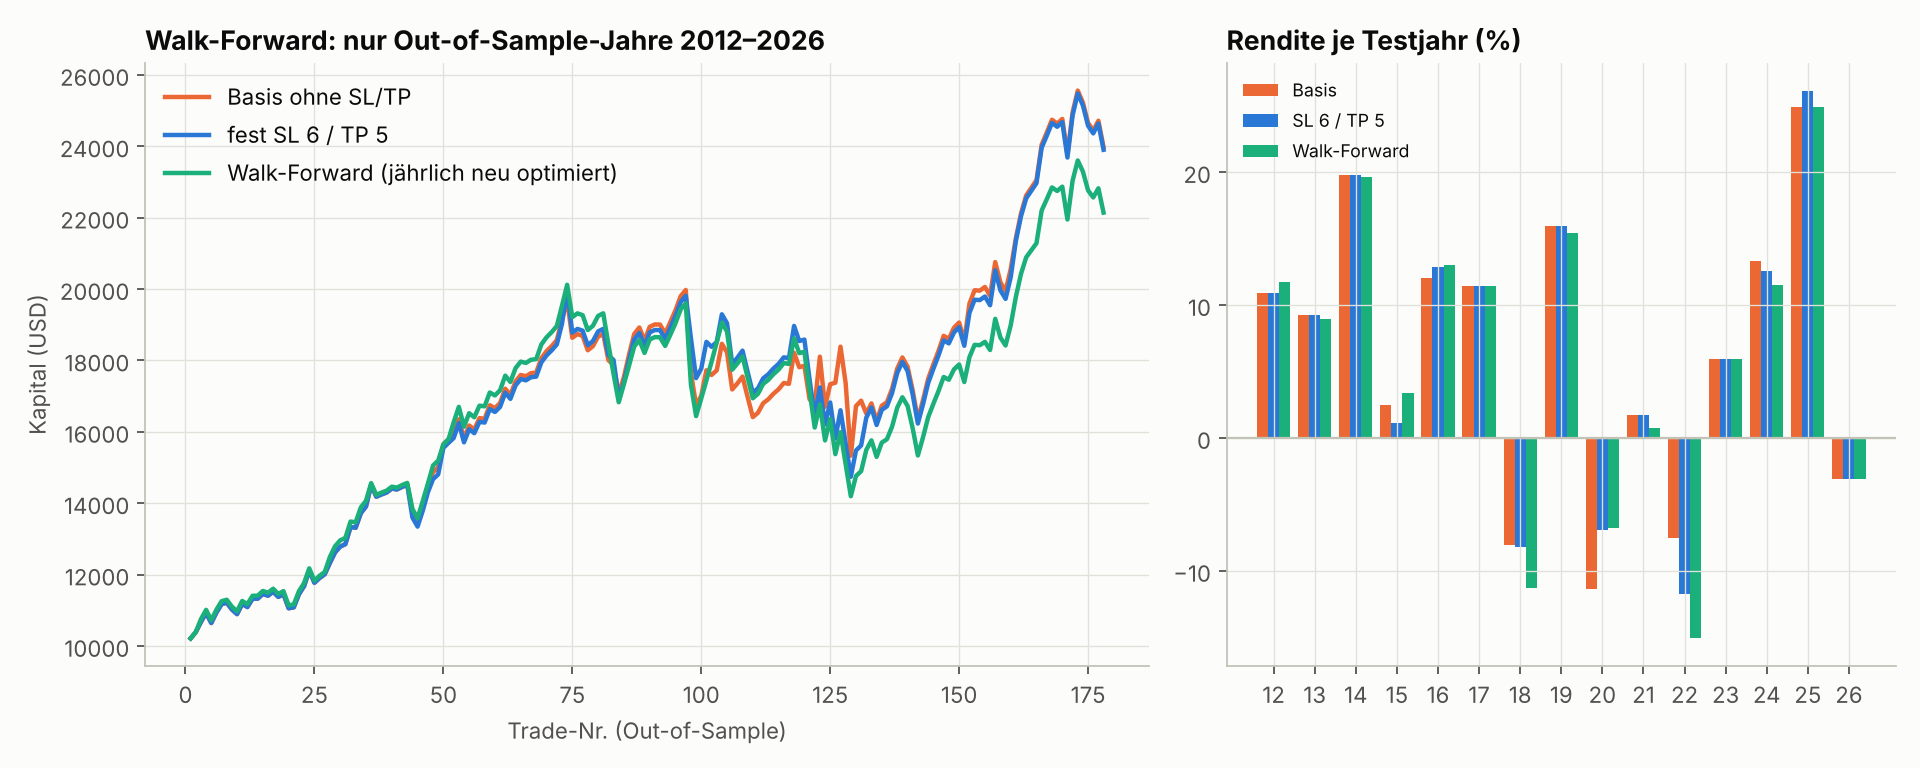 Walk-Forward: nur Out-of-Sample-Jahre 2012–2026
26000
24000
22000
20000
18000
16000
14000
12000
10000
Kapital (USD)
Basis ohne SL/TP
fest SL 6 / TP 5
Walk-Forward (jährlich neu optimiert)
0 25 50 75 100 125 150 175
Trade-Nr. (Out-of-Sample)
Rendite je Testjahr (%)
Basis
SL 6 / TP 5
Walk-Forward
20
10
0
−10
12 13 14 15 16 17 18 19 20 21 22 23 24 25 26